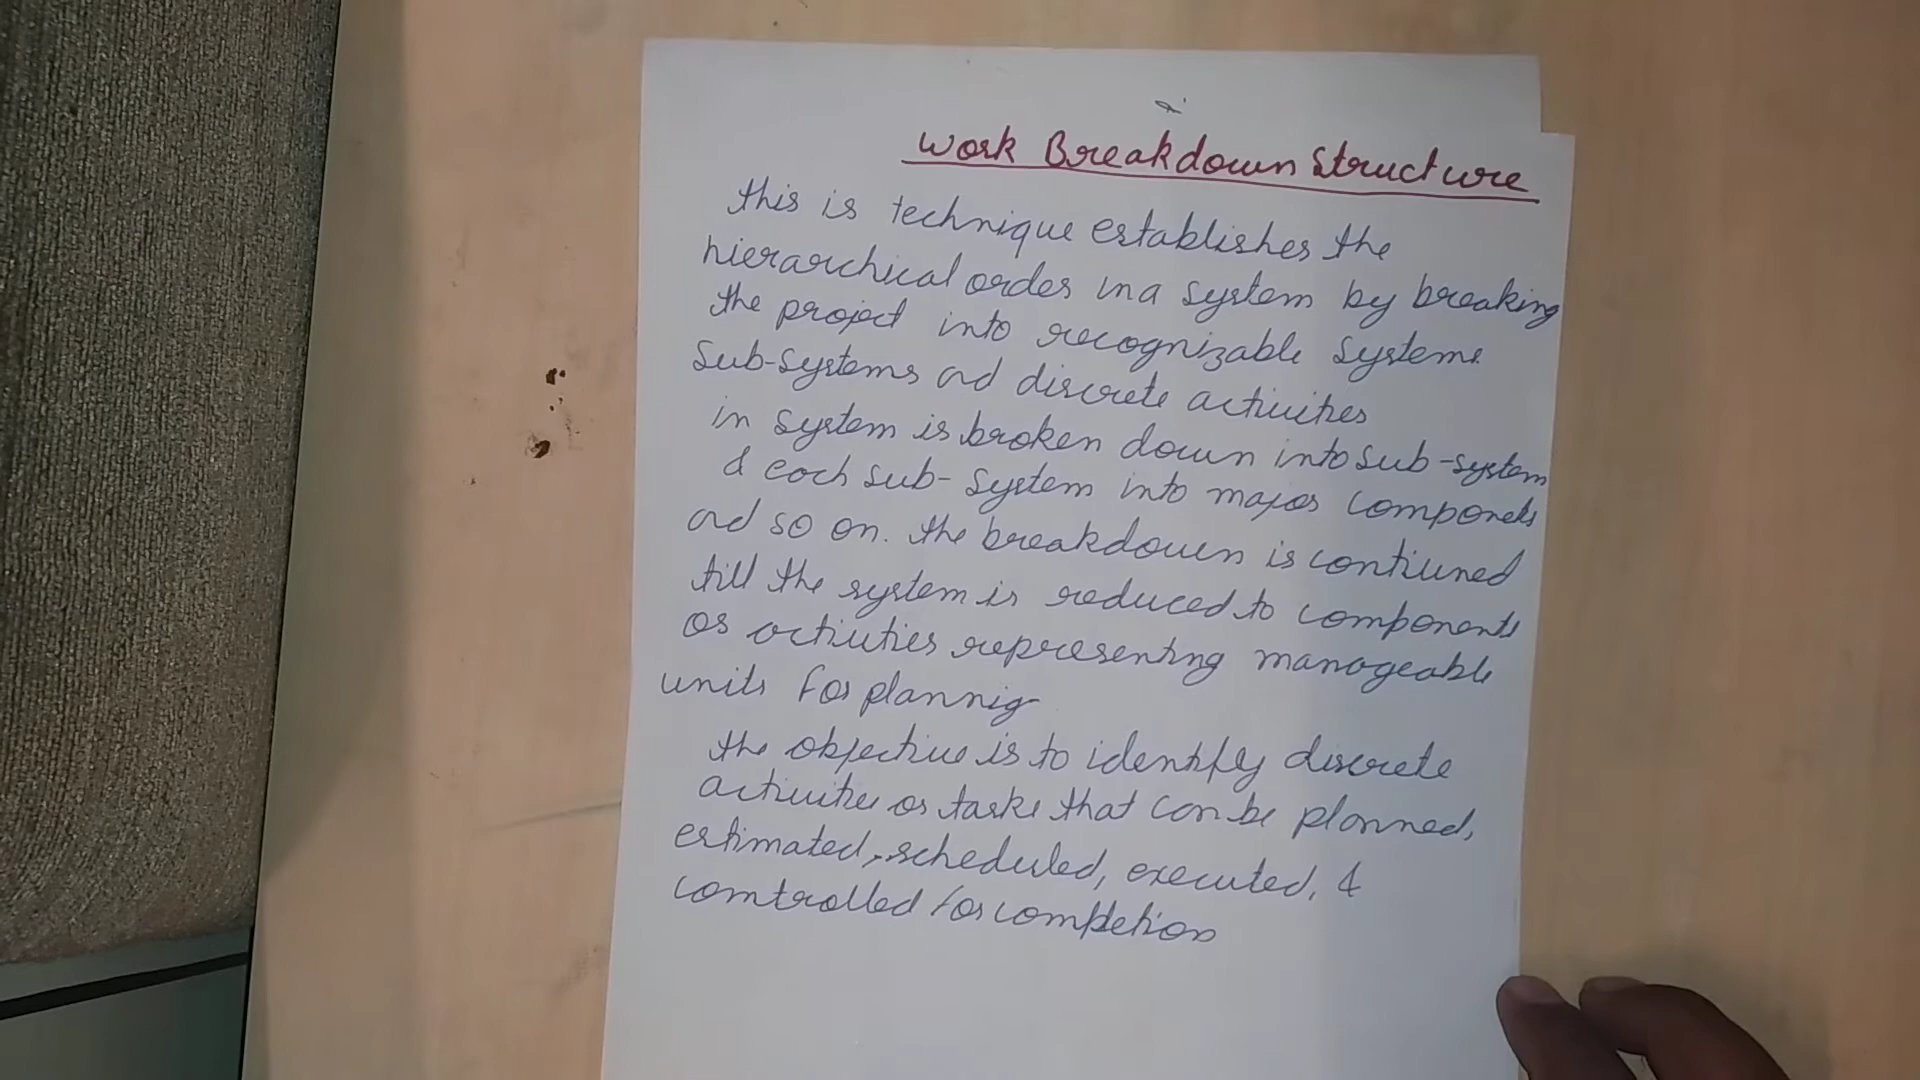 Work Breakdown Structure
this is technique establishes the
hierarchical order in a system by breaking
the project into recognizable systems
Sub-systems and discrete activities
in system is broken down into sub-system
& each sub-system into major components
and so on. the breakdown is contiuned
till the system is reduced to components
or activities representing manageable
units for plannig
the objective is to identify discrete
activities or tasks that can be planned,
estimated, scheduled, executed, &
comtrolled for completion